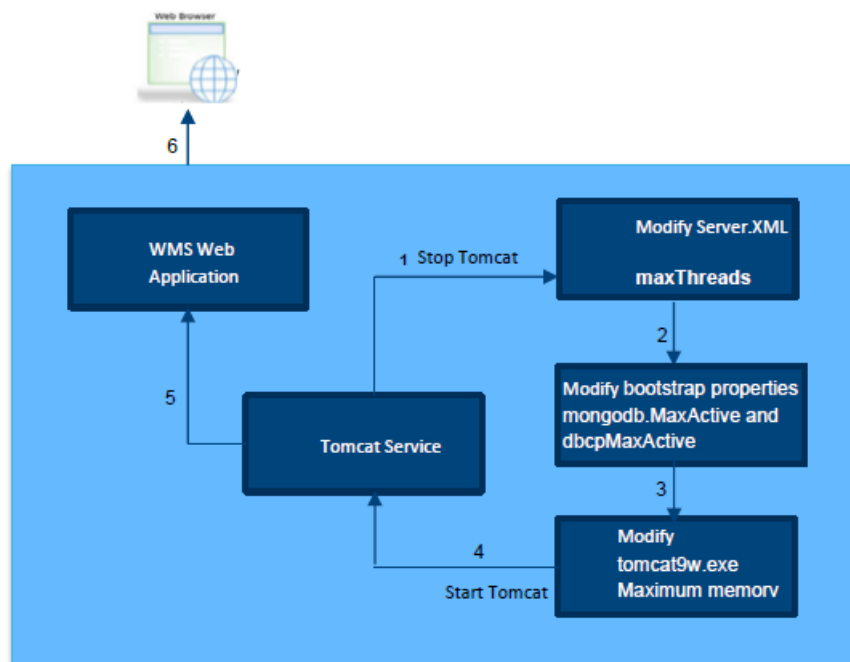 Web Browser
6
WMS Web
Application
1 Stop Tomcat
Modify Server.XML
maxThreads
2
Modify bootstrap properties
mongodb.MaxActive and
dbcpMaxActive
5
Tomcat Service
3
4
Start Tomcat
Modify
tomcat9w.exe
Maximum memory